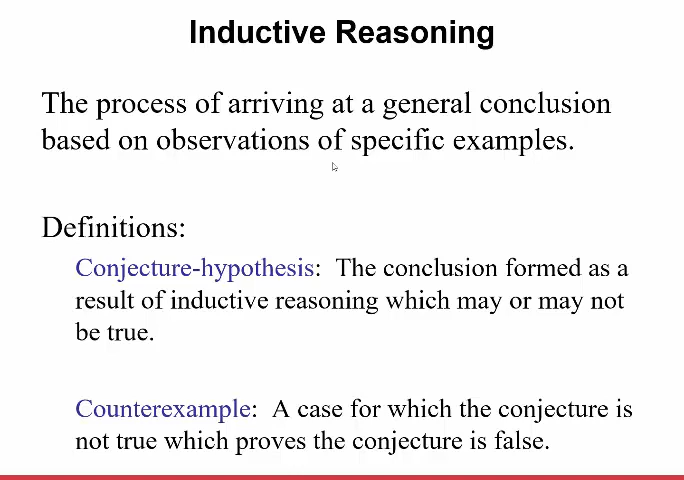 Inductive Reasoning
The process of arriving at a general conclusion
based on observations of specific examples.
Definitions:
Conjecture-hypothesis: The conclusion formed as a
result of inductive reasoning which may or may not
be true.
Counterexample: A case for which the conjecture is
not true which proves the conjecture is false.